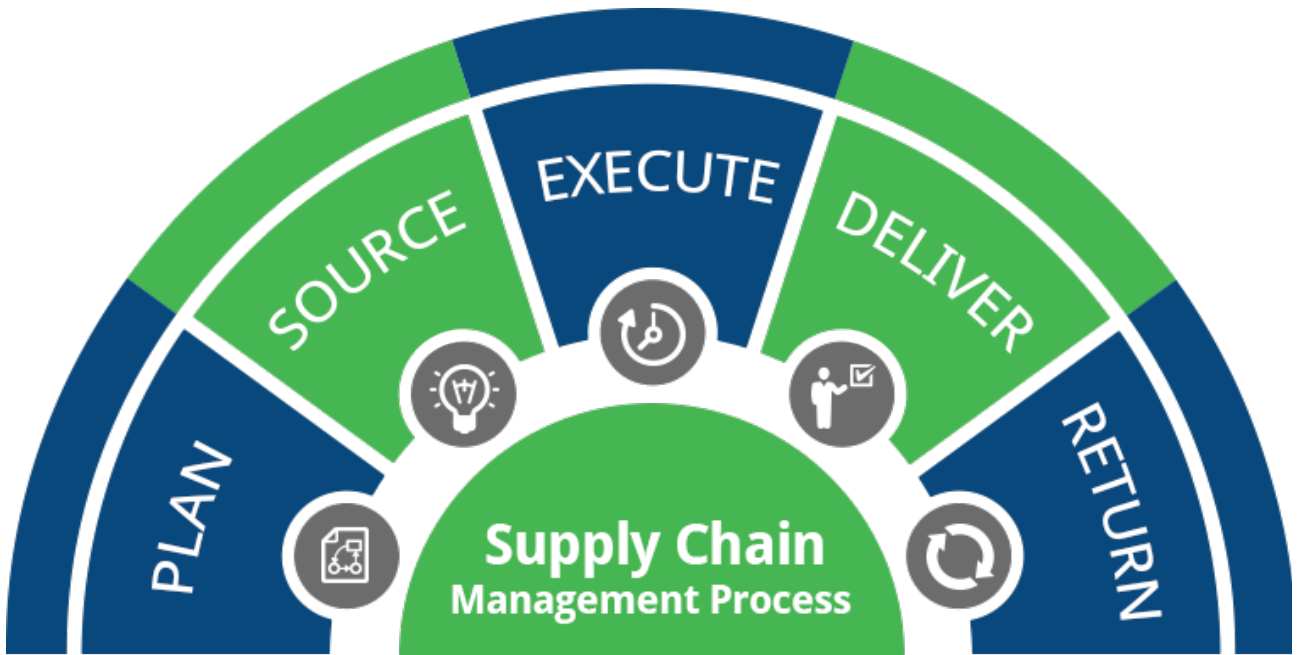 PLAN
SOURCE
EXECUTE
DELIVER
RETURN
Supply Chain
Management Process